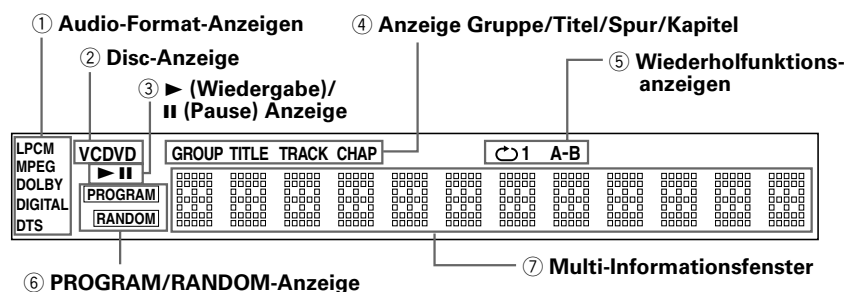 ① Audio-Format-Anzeigen
② Disc-Anzeige
③ ► (Wiedergabe)/
II (Pause) Anzeige
④ Anzeige Gruppe/Titel/Spur/Kapitel
⑤ Wiederholfunktions-
anzeigen
LPCM
MPEG
DOLBY
DIGITAL
DTS
VCDVD
► II
PROGRAM
RANDOM
GROUP TITLE TRACK CHAP
1 A-B
⑥ PROGRAM/RANDOM-Anzeige
⑦ Multi-Informationsfenster